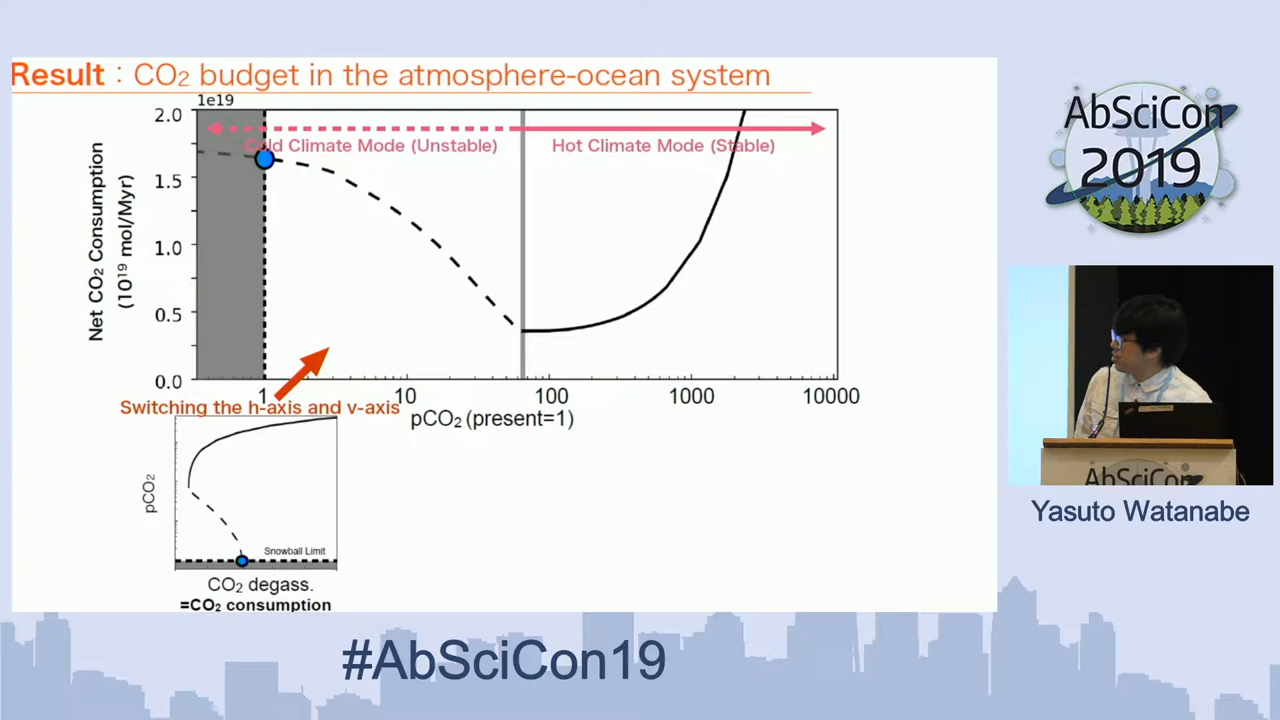 Result : CO₂ budget in the atmosphere-ocean system
1e19
2.0
1.5
1.0
0.5
0.0
Net CO₂ Consumption
(10¹⁹ mol/Myr)
Cold Climate Mode (Unstable)
Hot Climate Mode (Stable)
1
10
100
1000
10000
pCO₂ (present=1)
Switching the h-axis and v-axis
pCO₂
Snowball Limit
CO₂ degass.
=CO₂ consumption
AbSciCon
2019
AbSciCon
Yasuto Watanabe
#AbSciCon19